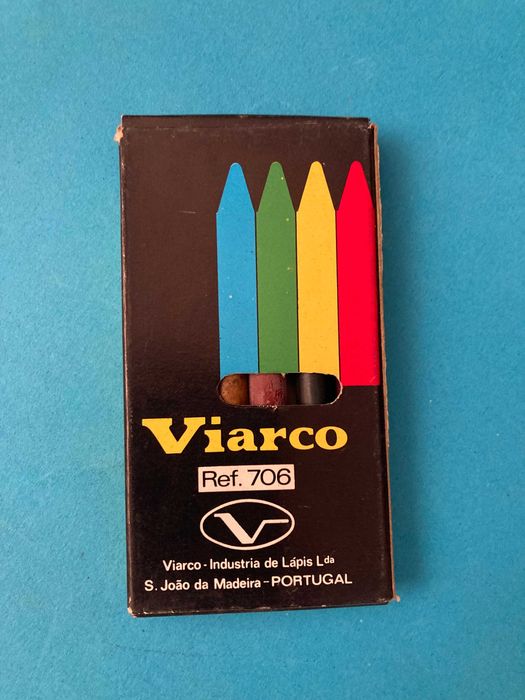 Viarco
Ref. 706
V
Viarco - Industria de Lápis Lda
S. João da Madeira - PORTUGAL